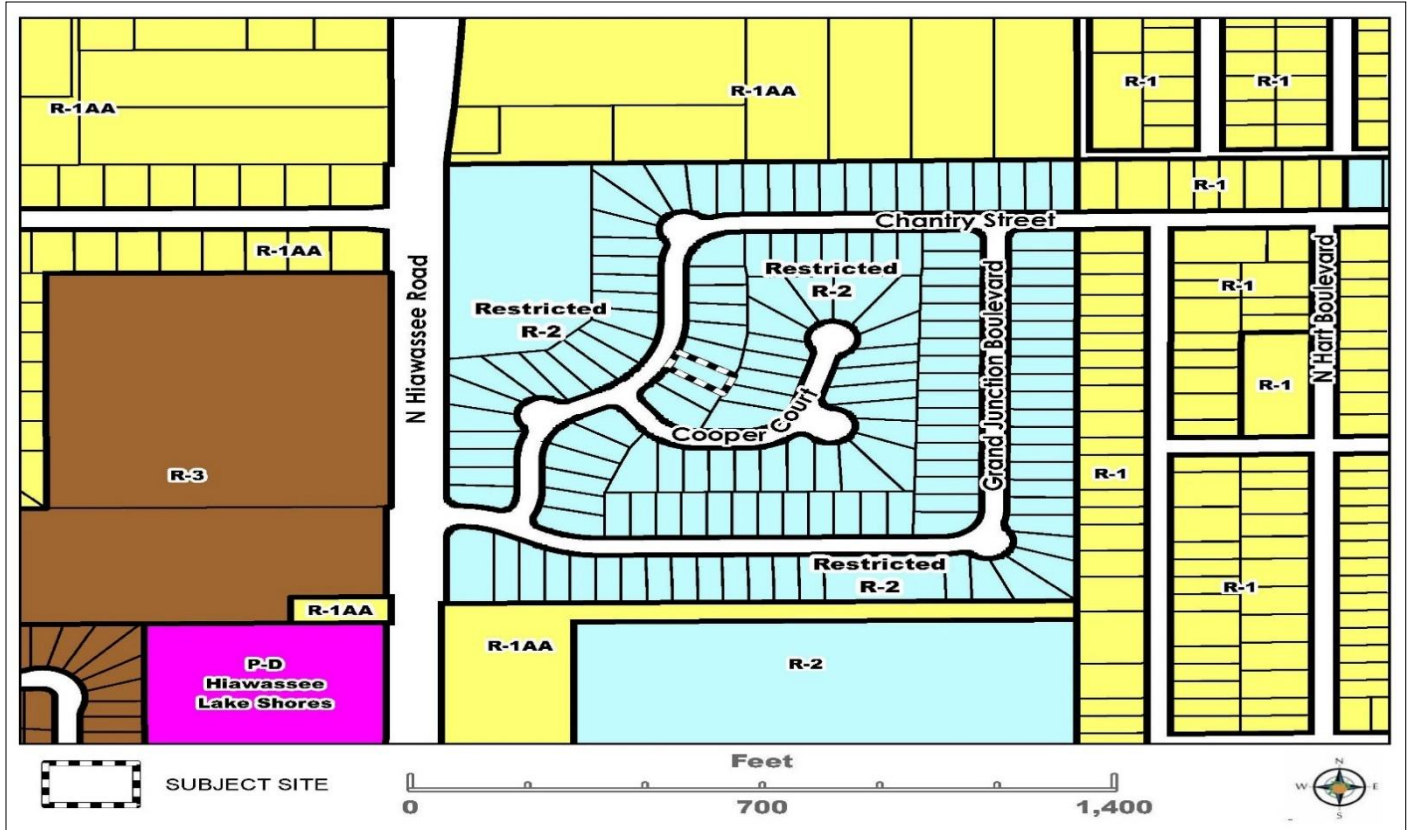 R-1AA
R-1AA
R-1
R-1
R-1
Chantry Street
R-1AA
Restricted
R-2
N Hiawassee Road
Grand Junction Boulevard
N Hart Boulevard
R-1
Restricted
R-2
R-1
Cooper Court
R-3
R-1
Restricted
R-2
R-1
R-1AA
R-1AA
R-2
P-D
Hiawassee
Lake Shores
SUBJECT SITE
Feet
0
700
1,400
N
W
E
S